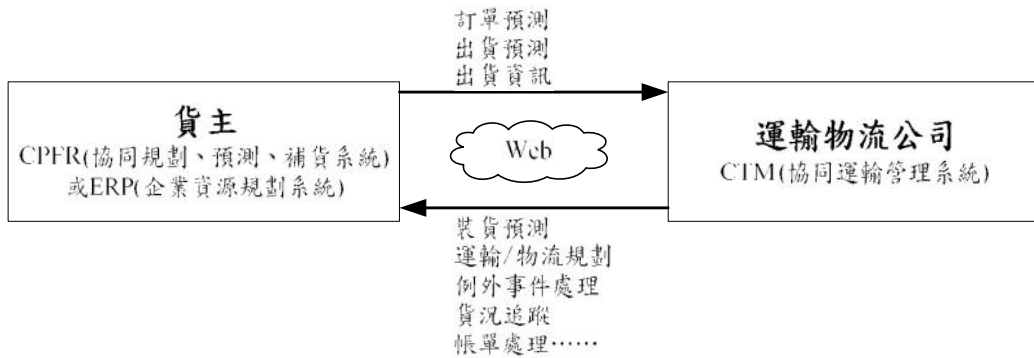 訂單預測
出貨預測
出貨資訊
貨主
CPFR(協同規劃、預測、補貨系統)
或ERP(企業資源規劃系統)
Web
運輸物流公司
CTM(協同運輸管理系統)
裝貨預測
運輸/物流規劃
例外事件處理
貨況追蹤
帳單處理……